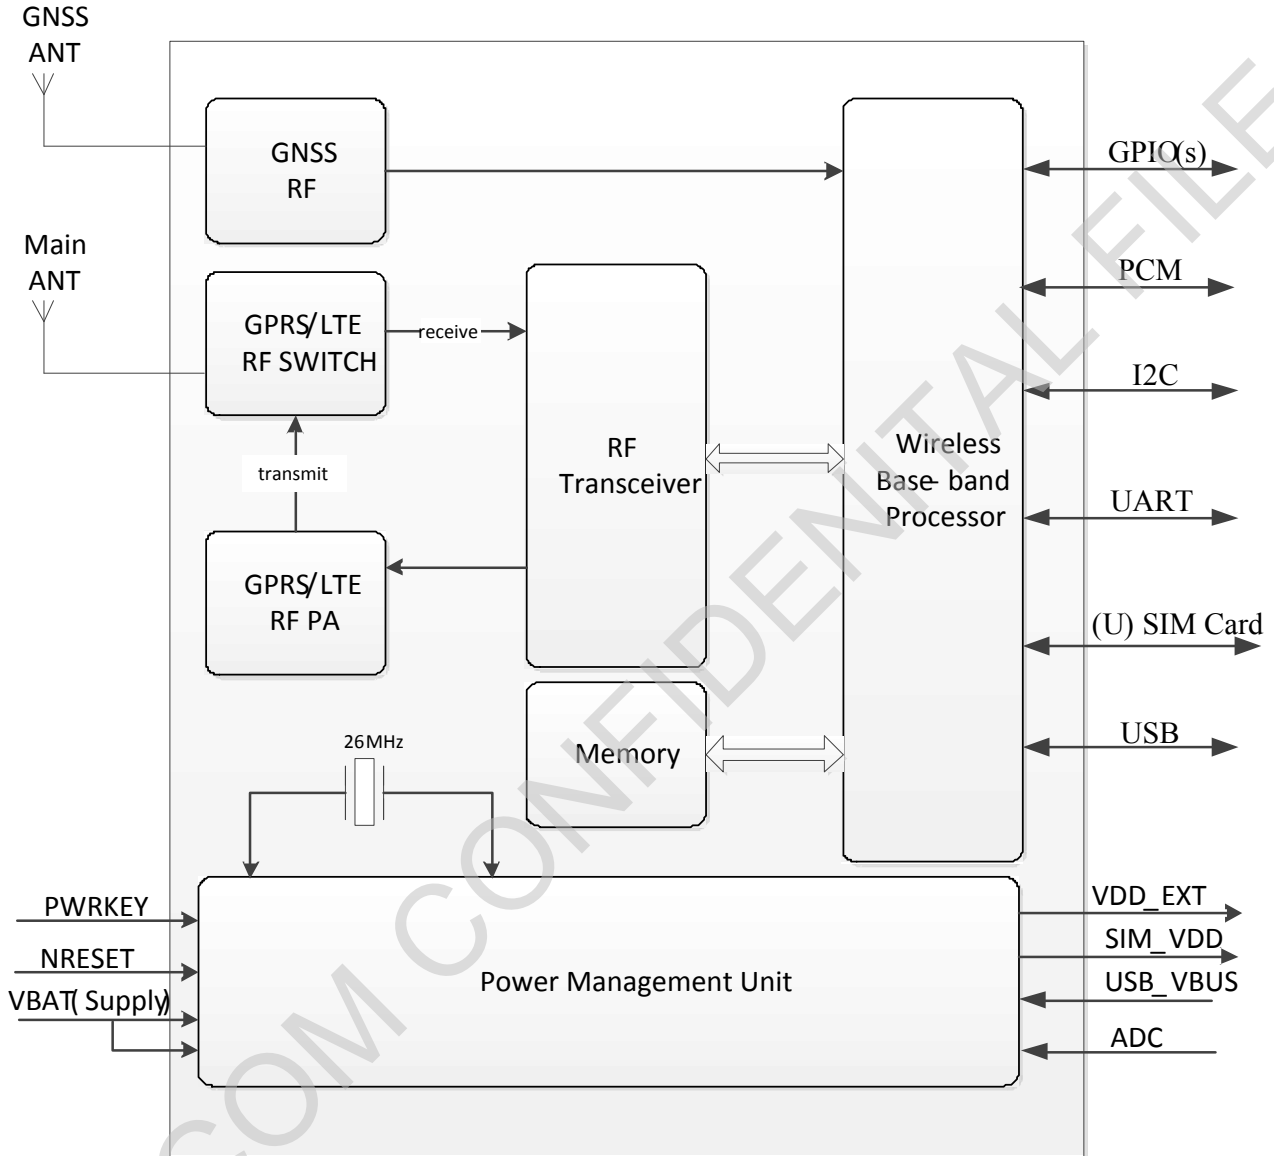 GNSS
ANT
GNSS
RF
Main
ANT
GPRS/LTE
RF SWITCH
receive
transmit
GPRS/LTE
RF PA
RF
Transceiver
Wireless
Base- band
Processor
Memory
26MHz
GPIO(s)
PCM
I2C
UART
(U) SIM Card
USB
PWRKEY
NRESET
VBAT( Supply)
Power Management Unit
VDD_EXT
SIM_VDD
USB_VBUS
ADC
COM CONFIDENITAL FILE